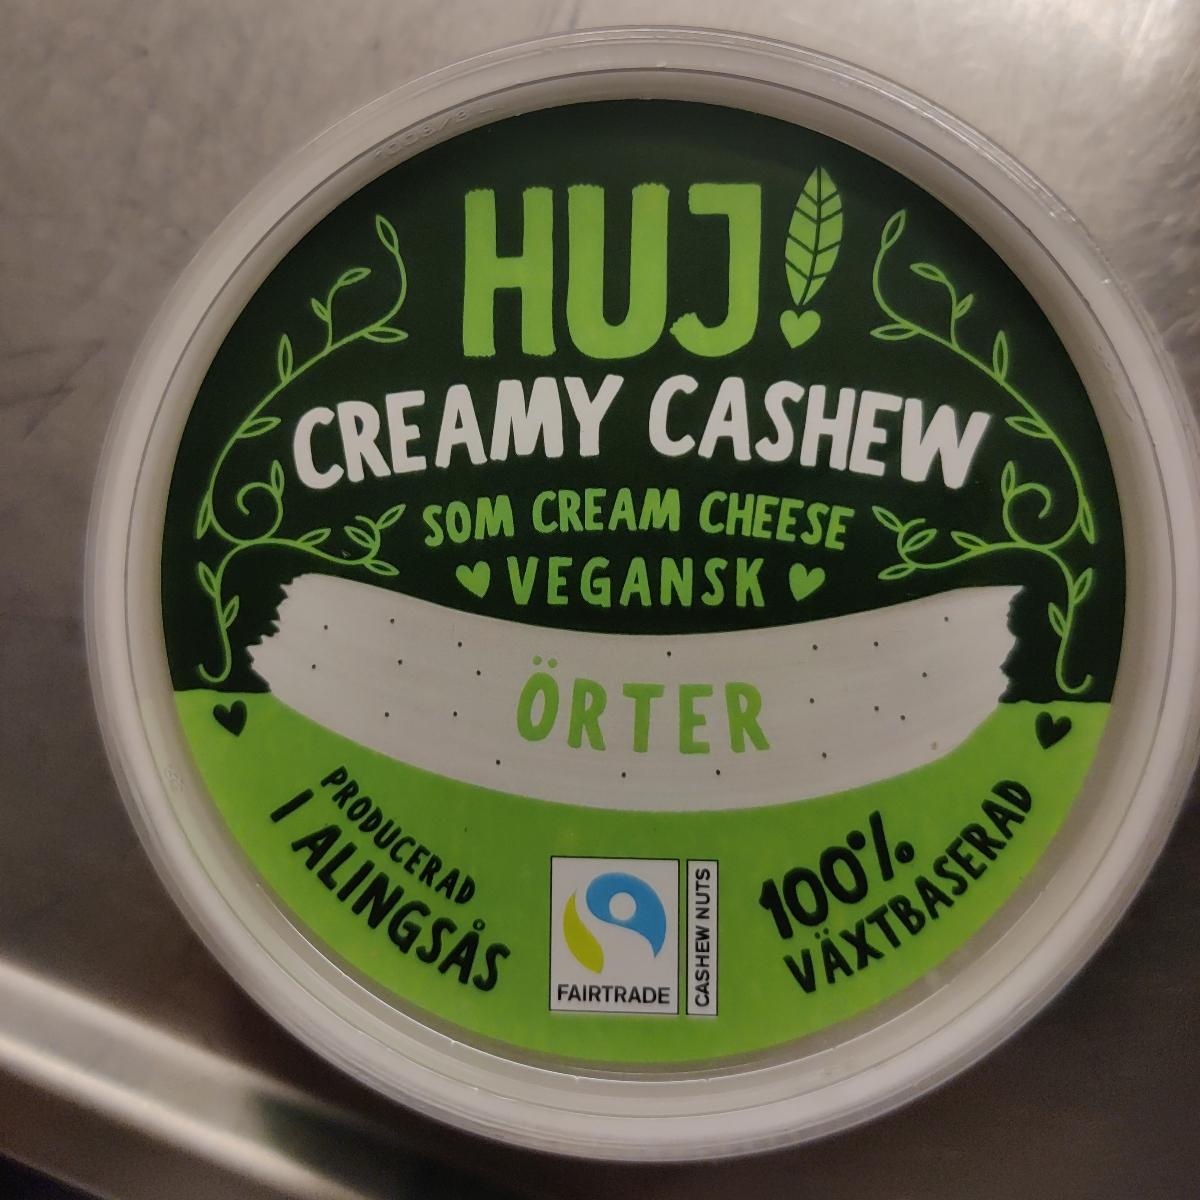 HUJ!
CREAMY CASHEW
SOM CREAM CHEESE
VEGANSK
ÖRTER
PRODUCERAD
I ALINGSÅS
FAIRTRADE
CASHEW NUTS
100%
VÄXTBASERAD